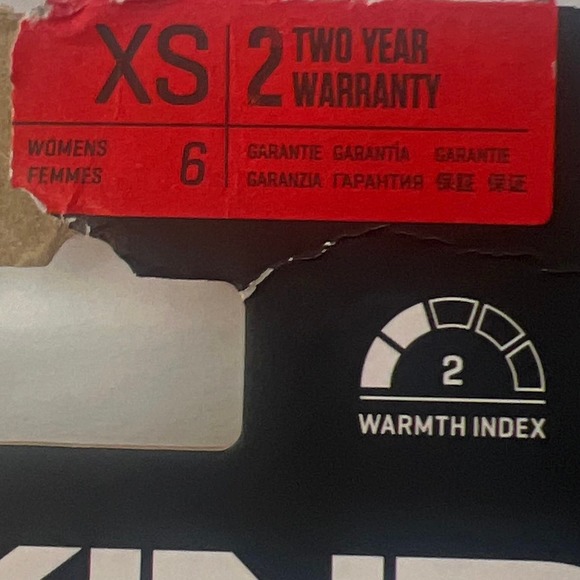 XS 2 TWO YEAR
WARRANTY
WOMENS
FEMMES
6
GARANTIE GARANTÍA GARANTIE
GARANZIA ГАРАНТИЯ 保証 保证
2
WARMTH INDEX